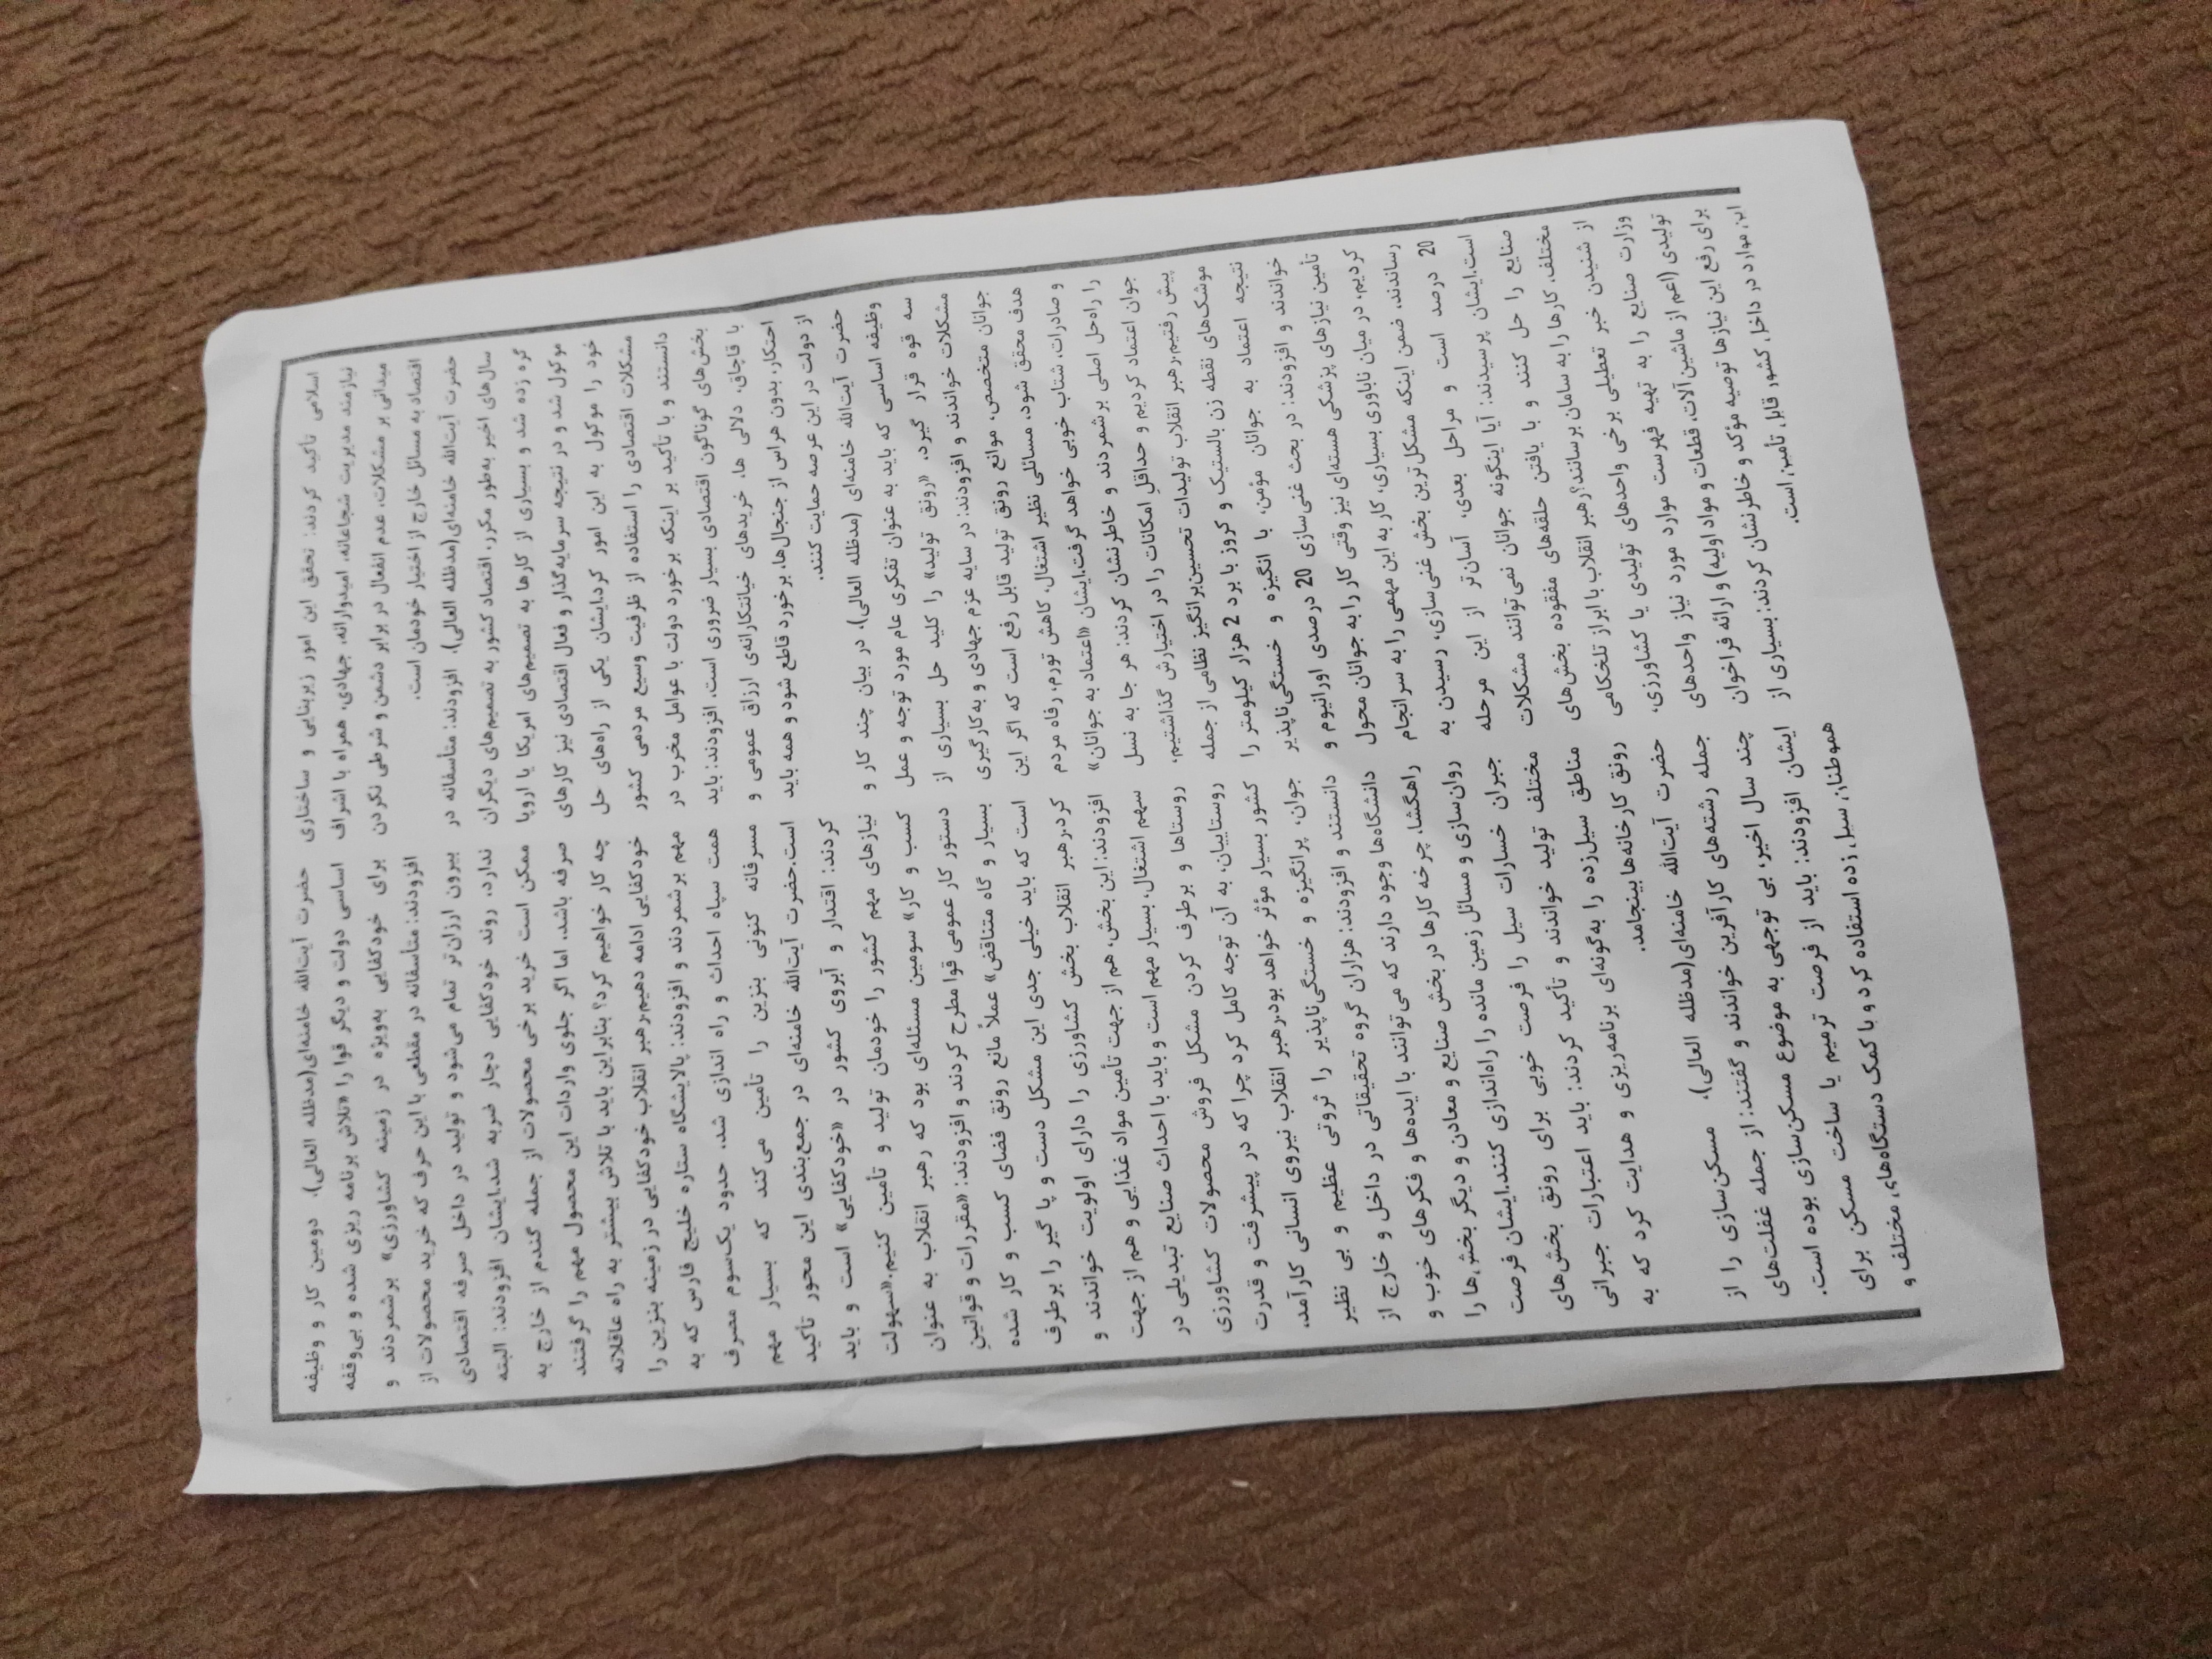 اسلامی تأکید کردند: تحقق این امور زیربنایی و ساختاری
نیازمند مدیریت شجاعانه، امیدوارانه، جهادی، همراه با اشراف
میدانی بر مشکلات، عدم انفعال در برابر دشمن و شرطی نکردن
اقتصاد به مسائل خارج از اختیار خودمان است.
حضرت آیت‌الله خامنه‌ای(مدظله العالی)، افزودند: متأسفانه در
سال‌های اخیر به‌طور مکرر، اقتصاد کشور به تصمیم‌های دیگران
گره زده شد و بسیاری از کارها به تصمیم‌های امریکا یا اروپا
موکول شد و در نتیجه سرمایه‌گذار و فعال اقتصادی نیز کارهای
خود را موکول به این امور کرد.ایشان یکی از راه‌های حل
مشکلات اقتصادی را استفاده از ظرفیت وسیع مردمی کشور
دانستند و با تأکید بر اینکه برخورد دولت با عوامل مخرب در
بخش‌های گوناگون اقتصادی بسیار ضروری است، افزودند: باید
با قاچاق، دلالی ها، خریدهای خیانتکارانه‌ی ارزاق عمومی و
احتکار، بدون هراس از جنجال‌ها، برخورد قاطع شود و همه باید
از دولت در این عرصه حمایت کنند.
حضرت آیت‌الله خامنه‌ای (مدظله العالی)، در بیان چند کار و
وظیفه اساسی که باید به عنوان تفکری عام مورد توجه و عمل
سه قوه قرار گیرد، «رونق تولید» را کلید حل بسیاری از
مشکلات خواندند و افزودند: در سایه عزم جهادی و به‌کارگیری
جوانان متخصص، موانع رونق تولید قابل رفع است که اگر این
هدف محقق شود، مسائلی نظیر اشتغال، کاهش تورم، رفاه مردم
و صادرات، شتاب خوبی خواهد گرفت.ایشان «اعتماد به جوانان»
را راه‌حل اصلی برشمردند و خاطرنشان کردند: هر جا به نسل
جوان اعتماد کردیم و حداقل امکانات را در اختیارش گذاشتیم،
پیش رفتیم.رهبر انقلاب تولیدات تحسین‌برانگیز نظامی از جمله
موشک‌های نقطه زن بالستیک و کروز با برد 2 هزار کیلومتر را
نتیجه اعتماد به جوانان مؤمن، با انگیزه و خستگی‌ناپذیر
خواندند و افزودند: در بحث غنی‌سازی 20 درصدی اورانیوم و
تأمین نیازهای پزشکی هسته‌ای نیز وقتی کار را به جوانان محول
کردیم، در میان ناباوری بسیاری، کار به این مهمی را به سرانجام
رساندند، ضمن اینکه مشکل‌ترین بخش غنی‌سازی، رسیدن به
20 درصد است و مراحل بعدی، آسان‌تر از این مرحله
است.ایشان پرسیدند: آیا اینگونه جوانان نمی‌توانند مشکلات
صنایع را حل کنند و با یافتن حلقه‌های مفقوده بخش‌های
مختلف، کارها را به سامان برسانند؟رهبر انقلاب با ابراز تلخکامی
از شنیدن خبر تعطیلی برخی واحدهای تولیدی یا کشاورزی،
وزارت صنایع را به تهیه فهرست موارد مورد نیاز واحدهای
تولیدی (اعم از ماشین آلات، قطعات و مواد اولیه) و ارائه فراخوان
برای رفع این نیازها توصیه مؤکد و خاطرنشان کردند: بسیاری از
این موارد در داخل کشور قابل تأمین است.
حضرت آیت‌الله خامنه‌ای(مدظله العالی)، دومین کار و وظیفه
اساسی دولت و دیگر قوا را «تلاش برنامه ریزی شده و بی‌وقفه
برای خودکفایی به‌ویژه در زمینه کشاورزی» برشمردند و
افزودند: متأسفانه در مقطعی با این حرف که خرید محصولات از
بیرون ارزان‌تر تمام می‌شود و تولید در داخل صرفه اقتصادی
ندارد، روند خودکفایی دچار ضربه شد.ایشان افزودند: البته
ممکن است خرید برخی محصولات از جمله گندم از خارج به
صرفه باشد، اما اگر جلوی واردات این محصول مهم را گرفتند
چه کار خواهیم کرد؟ بنابراین باید با تلاش بیشتر به راه عاقلانه
خودکفایی ادامه دهیم.رهبر انقلاب خودکفایی در زمینه بنزین را
مهم برشمردند و افزودند: پالایشگاه ستاره خلیج فارس که به
همت سپاه احداث و راه اندازی شد، حدود یک‌سوم مصرف
مسرفانه کنونی بنزین را تأمین می‌کند که بسیار مهم
است.حضرت آیت‌الله خامنه‌ای در جمع‌بندی این محور تأکید
کردند: اقتدار و آبروی کشور در «خودکفایی» است و باید
نیازهای مهم کشور را خودمان تولید و تأمین کنیم.«سهولت
کسب و کار» سومین مسئله‌ای بود که رهبر انقلاب به عنوان
دستور کار عمومی قوا مطرح کردند و افزودند: «مقررات و قوانین
بسیار و گاه متناقض» عملاً مانع رونق فضای کسب و کار شده
است که باید خیلی جدی این مشکل دست و پا گیر را برطرف
کرد.رهبر انقلاب بخش کشاورزی را دارای اولویت خواندند و
افزودند: این بخش، هم از جهت تأمین مواد غذایی و هم از جهت
سهم اشتغال، بسیار مهم است و باید با احداث صنایع تبدیلی در
روستاها و برطرف کردن مشکل فروش محصولات کشاورزی
روستاییان، به آن توجه کامل کرد چرا که در پیشرفت و قدرت
کشور بسیار مؤثر خواهد بود.رهبر انقلاب نیروی انسانی کارآمد،
جوان، پرانگیزه و خستگی‌ناپذیر را ثروتی عظیم و بی نظیر
دانستند و افزودند: هزاران گروه تحقیقاتی در داخل و خارج از
دانشگاه‌ها وجود دارند که می‌توانند با ایده‌ها و فکرهای خوب و
راهگشا، چرخه کارها در بخش صنایع و معادن و دیگر بخش‌ها را
روان‌سازی و مسائل زمین مانده را راه‌اندازی کنند.ایشان فرصت
جبران خسارات سیل را فرصت خوبی برای رونق بخش‌های
مختلف تولید خواندند و تأکید کردند: باید اعتبارات جبرانی
مناطق سیل‌زده را به‌گونه‌ای برنامه‌ریزی و هدایت کرد که به
رونق کارخانه‌ها بینجامد.
حضرت آیت‌الله خامنه‌ای(مدظله العالی)، مسکن‌سازی را از
جمله رشته‌های کارآفرین خواندند و گفتند: از جمله غفلت‌های
چند سال اخیر، بی توجهی به موضوع مسکن‌سازی بوده است.
ایشان افزودند: باید از فرصت ترمیم یا ساخت مسکن برای
هموطنان سیل زده استفاده کرد و با کمک دستگاه‌های مختلف و